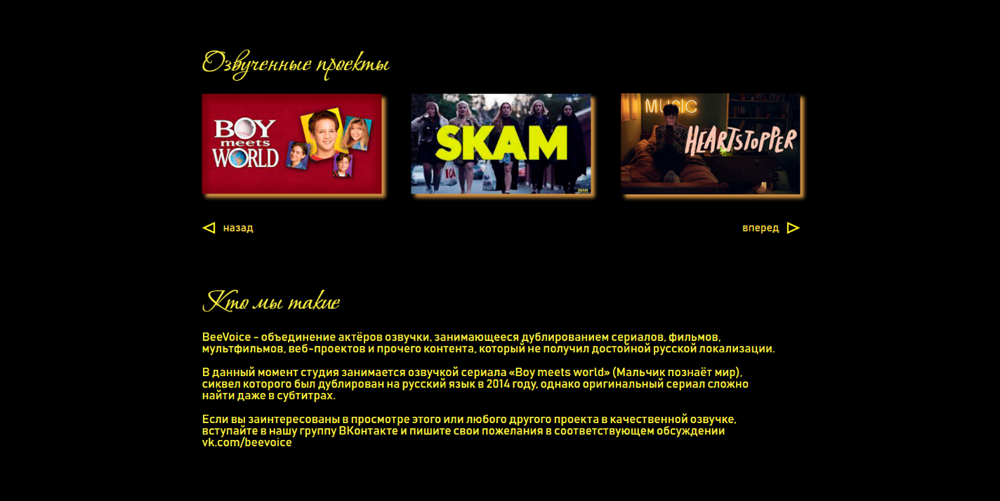 Озвученные проекты
BOY
meets
WORLD
SKAM
ICA
SKAM
MUSIC
HEARTSTOPPER
назад
вперед
Кто мы такие
BeeVoice - объединение актёров озвучки, занимающееся дублированием сериалов, фильмов,
мультфильмов, веб-проектов и прочего контента, который не получил достойной русской локализации.
В данный момент студия занимается озвучкой сериала «Boy meets world» (Мальчик познаёт мир),
сиквел которого был дублирован на русский язык в 2014 году, однако оригинальный сериал сложно
найти даже в субтитрах.
Если вы заинтересованы в просмотре этого или любого другого проекта в качественной озвучке,
вступайте в нашу группу ВКонтакте и пишите свои пожелания в соответствующем обсуждении
vk.com/beevoice